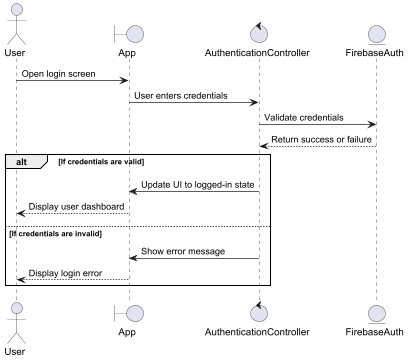 User
App
AuthenticationController
FirebaseAuth
Open login screen
User enters credentials
Validate credentials
Return success or failure
alt [If credentials are valid]
Update UI to logged-in state
Display user dashboard
[If credentials are invalid]
Show error message
Display login error
User
App
AuthenticationController
FirebaseAuth